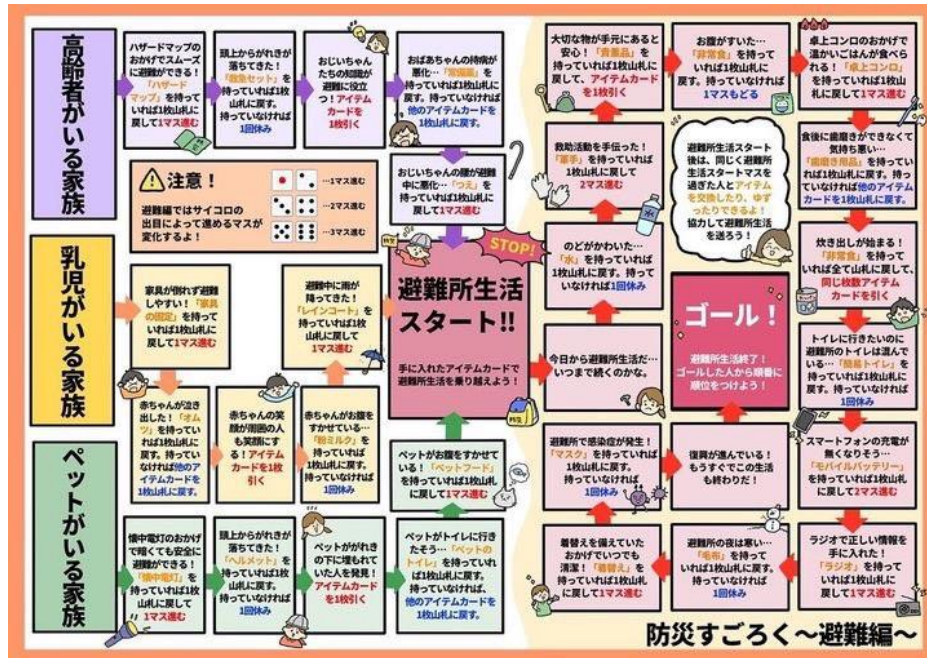 高齢者がいる家族
ハザードマップの
おかげでスムーズ
に避難ができる！
「ハザード
マップ」を持って
いれば1枚山札に
戻して1マス進む
頭上からがれきが
落ちてきた！
「救急セット」を
持っていれば1枚
山札に戻す。
持っていなければ
1回休み
おじいちゃん
たちの知識が
避難に役立
つ！アイテム
カードを
1枚引く
おばあちゃんの持病が
悪化…「常備薬」を
持っていれば1枚山札に戻
す。持っていなければ
他のアイテムカードを
1枚山札に戻す。
おじいちゃんの腰が避難
中に悪化…「つえ」を
持っていれば1枚山札に
戻して1マス進む
注意！
避難編ではサイコロの
出目によって進めるマスが
変化するよ！
…1マス進む
…2マス進む
…3マス進む
乳児がいる家族
家具が倒れず避難
しやすい！「家具
の固定」を持って
いれば1枚山札に
戻して1マス進む
赤ちゃんが泣き
出した！「オム
ツ」を持ってい
れば1枚山札に
戻す。持ってい
なければ他のア
イテムカードを
1枚山札に戻す。
赤ちゃんの笑
顔が周囲の人
も笑顔にす
る！アイテム
カードを1枚
引く
赤ちゃんがお腹を
すかせている…
「粉ミルク」を
持っていれば1枚
山札に戻す。
持っていなければ
1回休み
避難中に雨が
降ってきた！
「レインコート」を
持っていれば1枚
山札に戻して
1マス進む
ペットがいる家族
懐中電灯のおかげ
で暗くても安全に
避難ができる！
「懐中電灯」を
持っていれば1枚
山札に戻して
1マス進む
頭上からがれきが
落ちてきた！
「ヘルメット」を
持っていれば1枚
山札に戻す。
持っていなければ
1回休み
ペットががれき
の下に埋もれて
いた人を発見！
アイテムカード
を1枚引く
ペットがトイレに行き
たそう…「ペットの
トイレ」を持っていれ
ば1枚山札に戻す。
持っていなければ、
他のアイテムカードを
1枚山札に戻す。
ペットがお腹をすかせて
いる！「ペットフード」
を持っていれば1枚山札
に戻して1マス進む
STOP!
避難所生活
スタート!!
手に入れたアイテムカードで
避難所生活を乗り越えよう！
今日から避難所生活だ…
いつまで続くのかな。
のどがかわいた…
「水」を持っていれば
1枚山札に戻す。持って
いなければ1回休み
水
救助活動を手伝った！
「軍手」を持っていれば
1枚山札に戻して
2マス進む
大切な物が手元にあると
安心！「貴重品」を
持っていれば1枚山札に戻
して、アイテムカード
を1枚引く
お腹がすいた…
「非常食」を持って
いれば1枚山札に戻
す。持っていなければ
1マスもどる
卓上コンロのおかげで
温かいごはんが食べら
れる！「卓上コンロ」
を持っていれば1枚山
札に戻して1マス進む
食後に歯磨きができなくて
気持ち悪い…
「歯磨き用品」を持ってい
れば1枚山札に戻す。持っ
ていなければ他のアイテム
カードを1枚山札に戻す。
炊き出しが始まる！
「非常食」を持って
いれば全て山札に戻して、
同じ枚数アイテム
カードを引く
トイレに行きたいのに
避難所のトイレは混んで
いる…「簡易トイレ」を
持っていれば1枚山札に
戻す。持っていなければ
1回休み
スマートフォンの充電が
無くなりそう…
「モバイルバッテリー」
を持っていれば1枚山札
に戻して2マス進む
ラジオで正しい情報を
手に入れた！
「ラジオ」を持って
いれば1枚山札に戻
して1マス進む
避難所の夜は寒い…
「毛布」を持って
いれば1枚山札に戻す。
持っていなければ
1回休み
着替えを備えていた
おかげでいつでも
清潔！「着替え」を
持っていれば1枚山札
に戻して1マス進む
避難所で感染症が発生！
「マスク」を持っていれば
1枚山札に戻す。
持っていなければ
1回休み
復興が進んでいる！
もうすぐでこの生活
も終わりだ！
ゴール！
避難所生活終了！
ゴールした人から順番に
順位をつけよう！
避難所生活スタート
後は、同じく避難所
生活スタートマスを
過ぎた人とアイテム
を交換したり、ゆず
ったりできるよ！
協力して避難所生活
を送ろう！
防災すごろく～避難編～